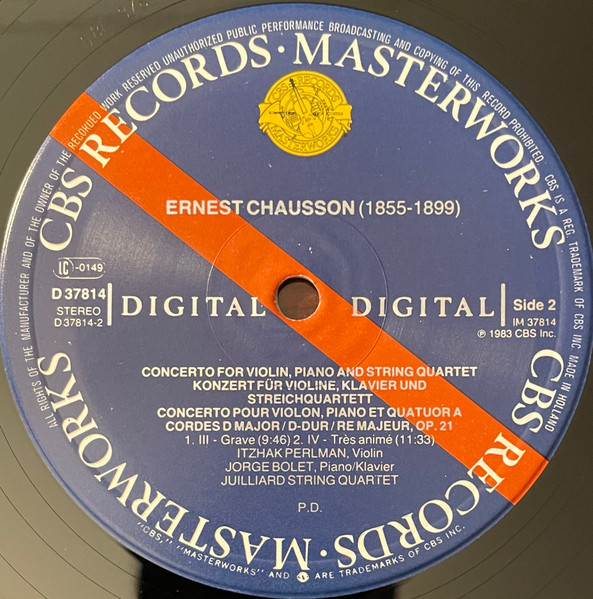 ALL RIGHTS OF THE MANUFACTURER AND OF THE OWNER OF THE RECORDED WORK RESERVED UNAUTHORIZED PUBLIC PERFORMANCE BROADCASTING AND COPYING OF THIS RECORD PROHIBITED. CBS IS A REG. TRADEMARK OF CBS INC. MADE IN HOLLAND
CBS RECORDS · MASTERWORKS
CBS RECORDS
MASTERWORKS
ERNEST CHAUSSON (1855-1899)
LC-0149
D 37814
STEREO
D 37814-2
DIGITAL
DIGITAL
Side 2
IM 37814
℗ 1983 CBS Inc.
CONCERTO FOR VIOLIN, PIANO AND STRING QUARTET
KONZERT FÜR VIOLINE, KLAVIER UND
STREICHQUARTETT
CONCERTO POUR VIOLON, PIANO ET QUATUOR A
CORDES D MAJOR / D-DUR / RE MAJEUR, OP. 21
1. III - Grave (9:46) 2. IV - Très animé (11:33)
ITZHAK PERLMAN, Violin
JORGE BOLET, Piano/Klavier
JUILLIARD STRING QUARTET
P.D.
CBS RECORDS · MASTERWORKS
"CBS," "MASTERWORKS" AND ARE TRADEMARKS OF CBS INC.